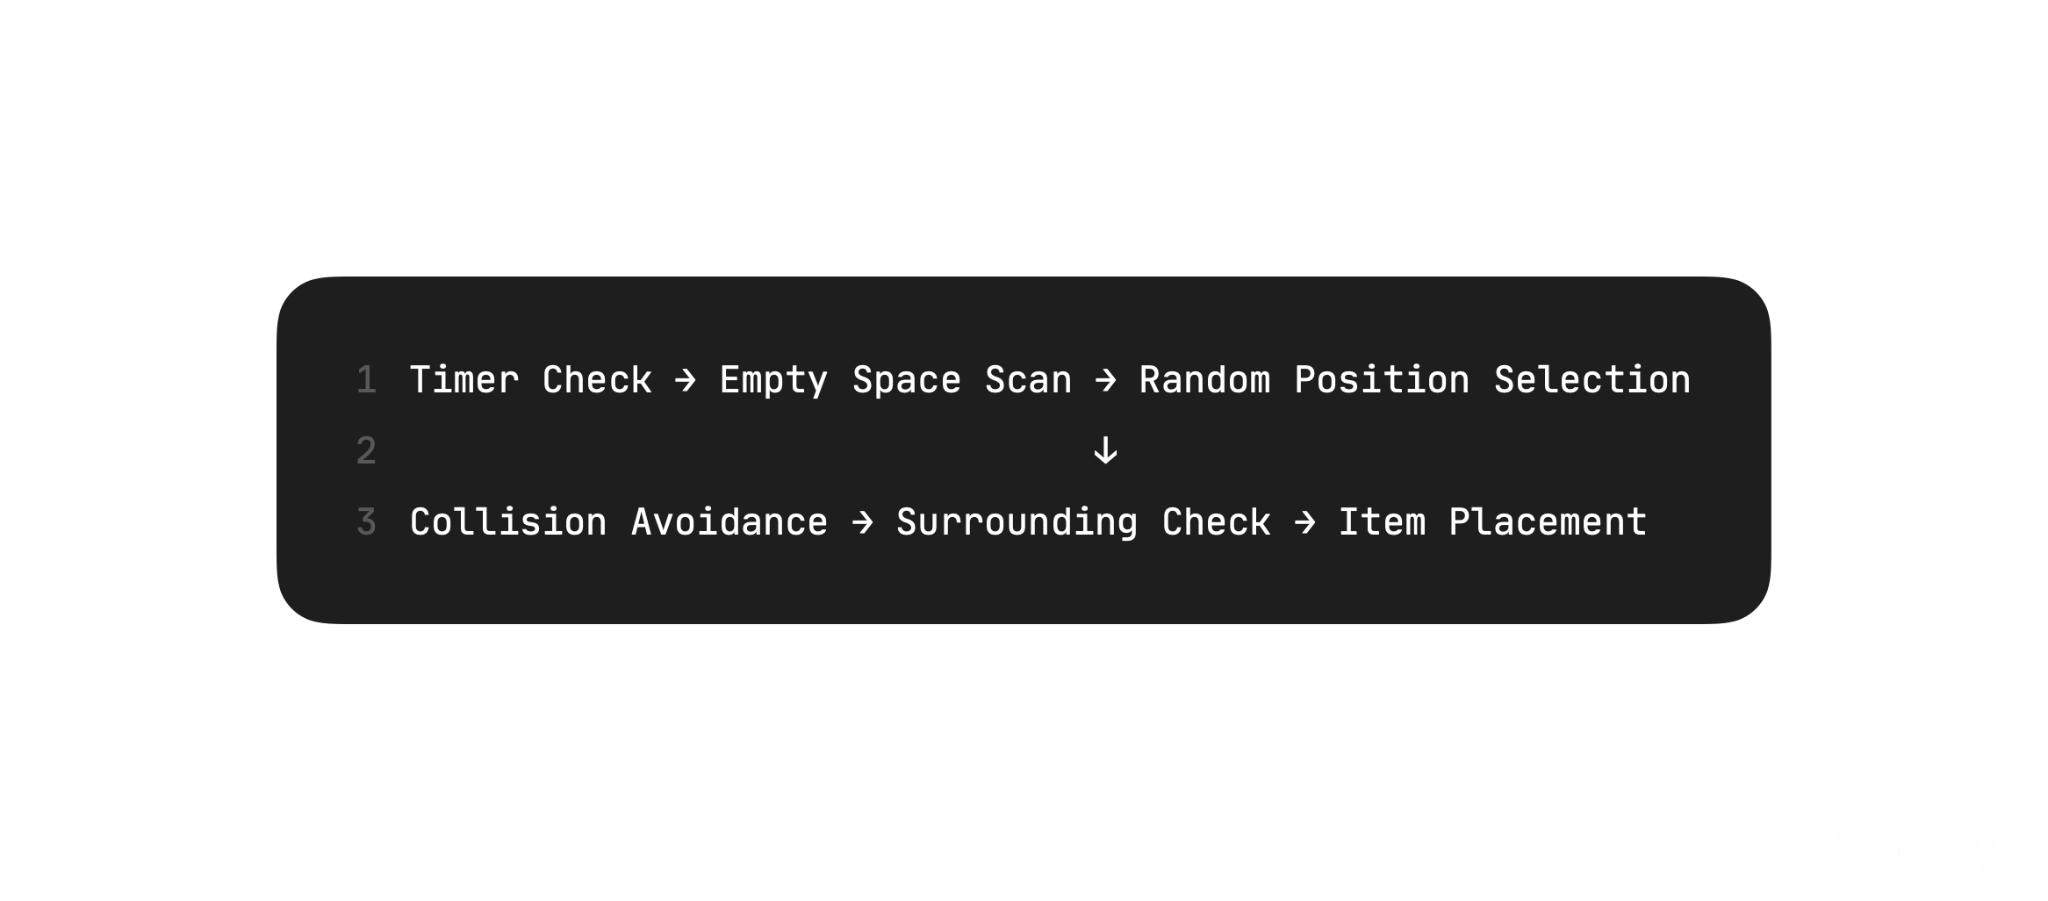 1 Timer Check → Empty Space Scan → Random Position Selection
2 ↓
3 Collision Avoidance → Surrounding Check → Item Placement